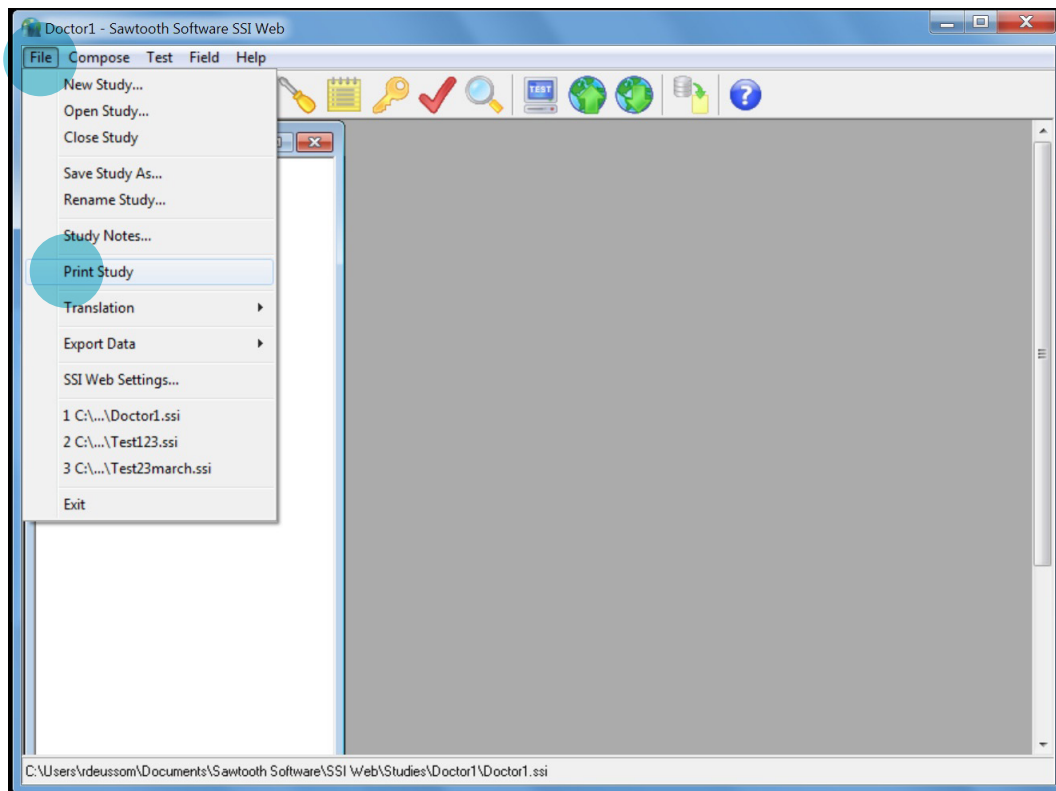 Doctor1 - Sawtooth Software SSI Web
File Compose Test Field Help
New Study...
Open Study...
Close Study
Save Study As...
Rename Study...
Study Notes...
Print Study
Translation
Export Data
SSI Web Settings...
1 C:\...\Doctor1.ssi
2 C:\...\Test123.ssi
3 C:\...\Test23march.ssi
Exit
TEST
C:\Users\rdeussom\Documents\Sawtooth Software\SSI Web\Studies\Doctor1\Doctor1.ssi